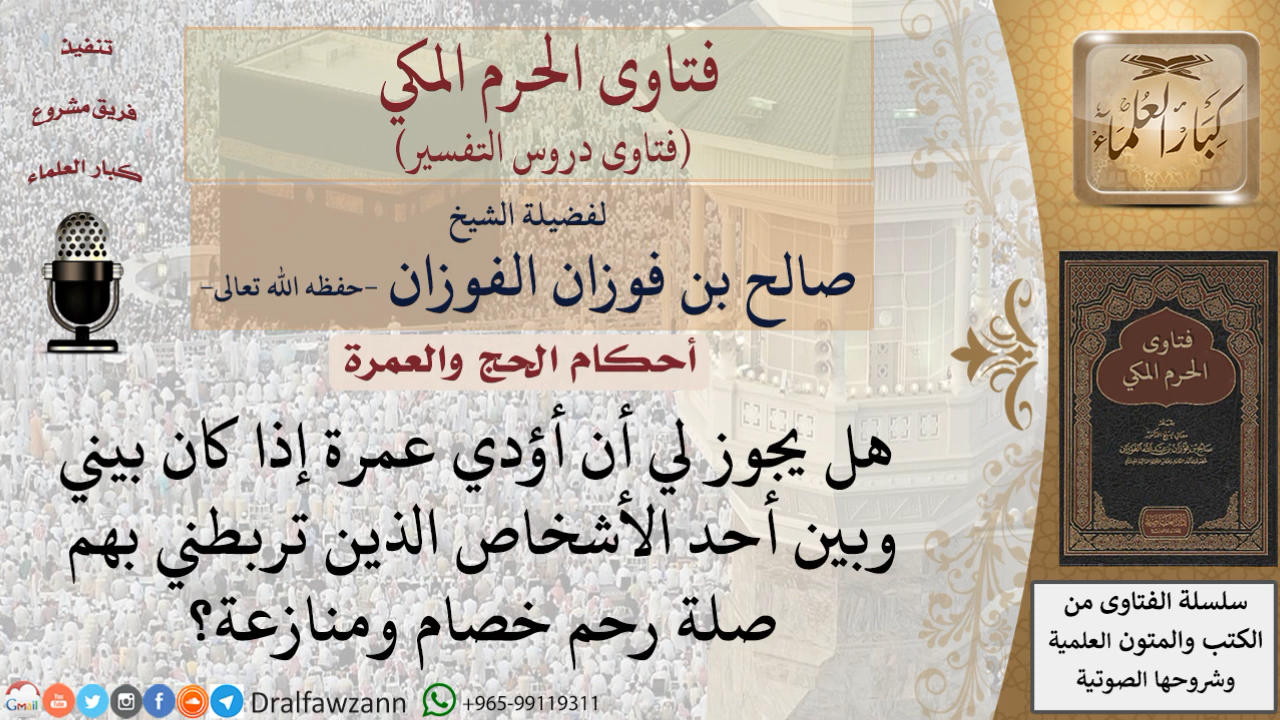 تنفيذ
فريق مشروع
كبار العلماء
فتاوى الحرم المكي
(فتاوى دروس التفسير)
لفضيلة الشيخ
صالح بن فوزان الفوزان -حفظه الله تعالى-
أحكام الحج والعمرة
هل يجوز لي أن أؤدي عمرة إذا كان بيني
وبين أحد الأشخاص الذين تربطني بهم
صلة رحم خصام ومنازعة؟
كبار العلماء
فتاوى
الحرم المكي
سلسلة الفتاوى من
الكتب والمتون العلمية
وشروحها الصوتية
Gmail
You Tube
Dralfawzann
+965-99119311